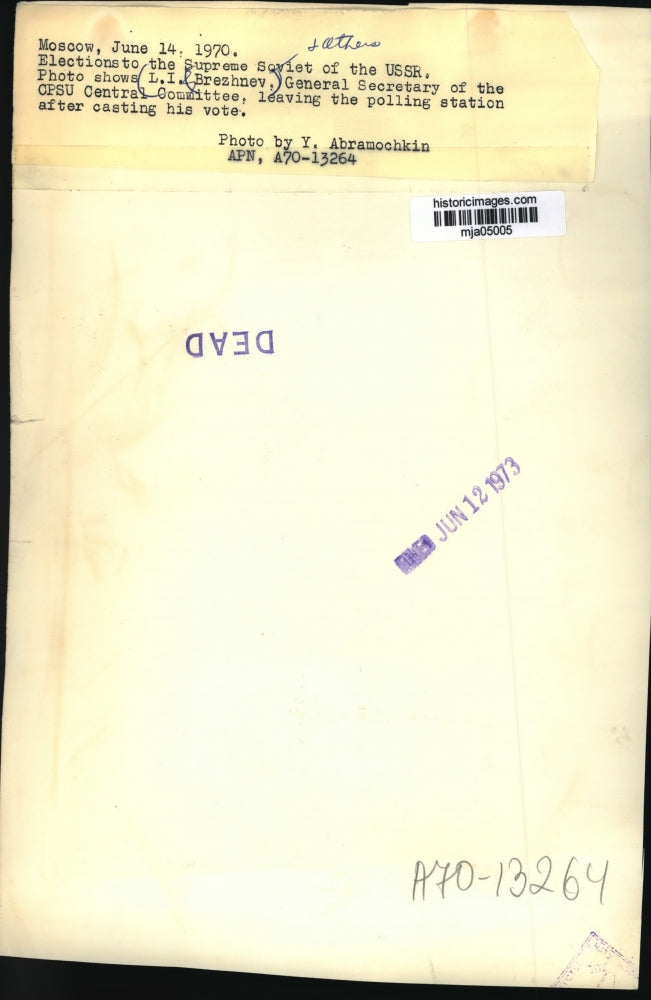 & others
Moscow, June 14, 1970.
Electionsto the Supreme Soviet of the USSR.
Photo shows (L.I. Brezhnev,) General Secretary of the
CPSU Central Committee, leaving the polling station
after casting his vote.
Photo by Y. Abramochkin
APN, A70-13264
historicimages.com
mja05005
DEAD
JUN 12 1973
A70-13264